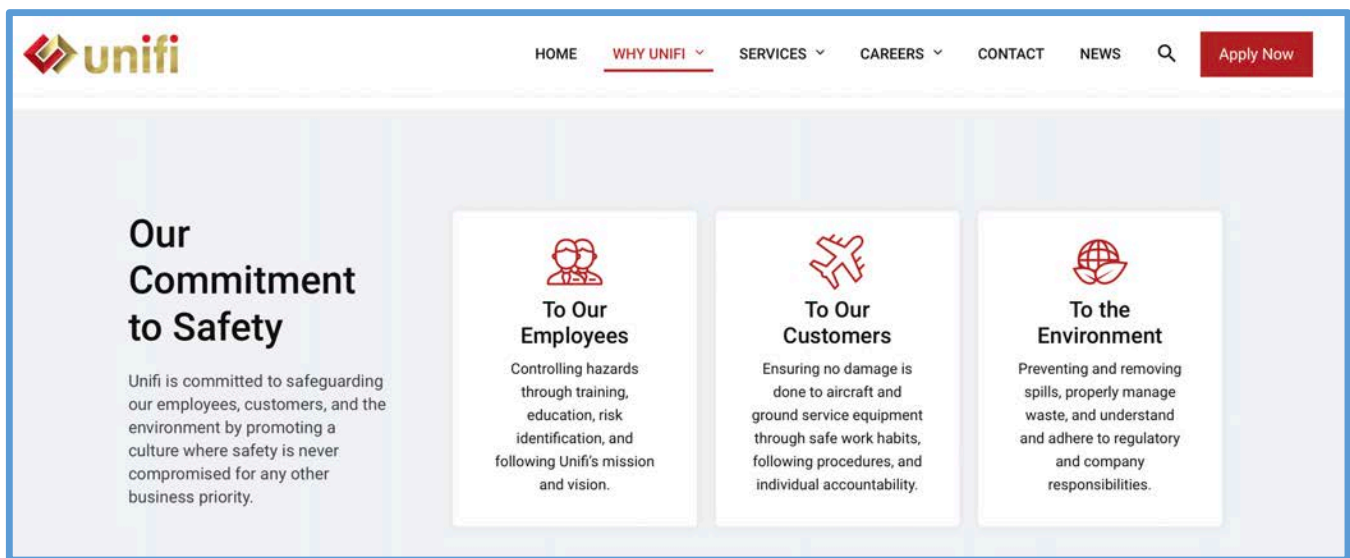 unifi
HOME WHY UNIFI SERVICES CAREERS CONTACT NEWS Apply Now
Our
Commitment
to Safety
Unifi is committed to safeguarding
our employees, customers, and the
environment by promoting a
culture where safety is never
compromised for any other
business priority.
To Our
Employees
Controlling hazards
through training,
education, risk
identification, and
following Unifi's mission
and vision.
To Our
Customers
Ensuring no damage is
done to aircraft and
ground service equipment
through safe work habits,
following procedures, and
individual accountability.
To the
Environment
Preventing and removing
spills, properly manage
waste, and understand
and adhere to regulatory
and company
responsibilities.